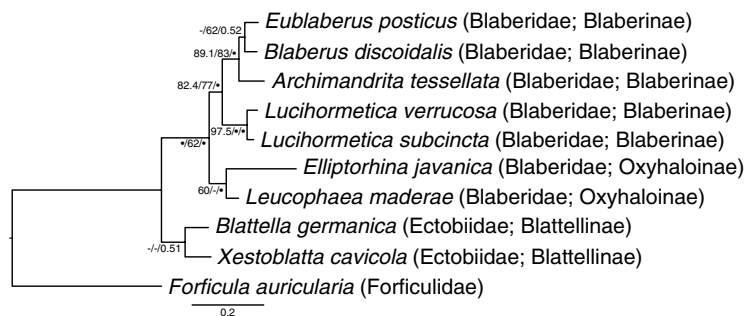 Eublaberus posticus (Blaberidae; Blaberinae)
-/62/0.52
Blaberus discoidalis (Blaberidae; Blaberinae)
89.1/83/•
Archimandrita tessellata (Blaberidae; Blaberinae)
82.4/77/•
Lucihormetica verrucosa (Blaberidae; Blaberinae)
97.5/•/•
Lucihormetica subcincta (Blaberidae; Blaberinae)
•/62/•
Elliptorhina javanica (Blaberidae; Oxyhaloinae)
60/-/•
Leucophaea maderae (Blaberidae; Oxyhaloinae)
Blattella germanica (Ectobiidae; Blattellinae)
-/-/0.51
Xestoblatta cavicola (Ectobiidae; Blattellinae)
Forficula auricularia (Forficulidae)
0.2